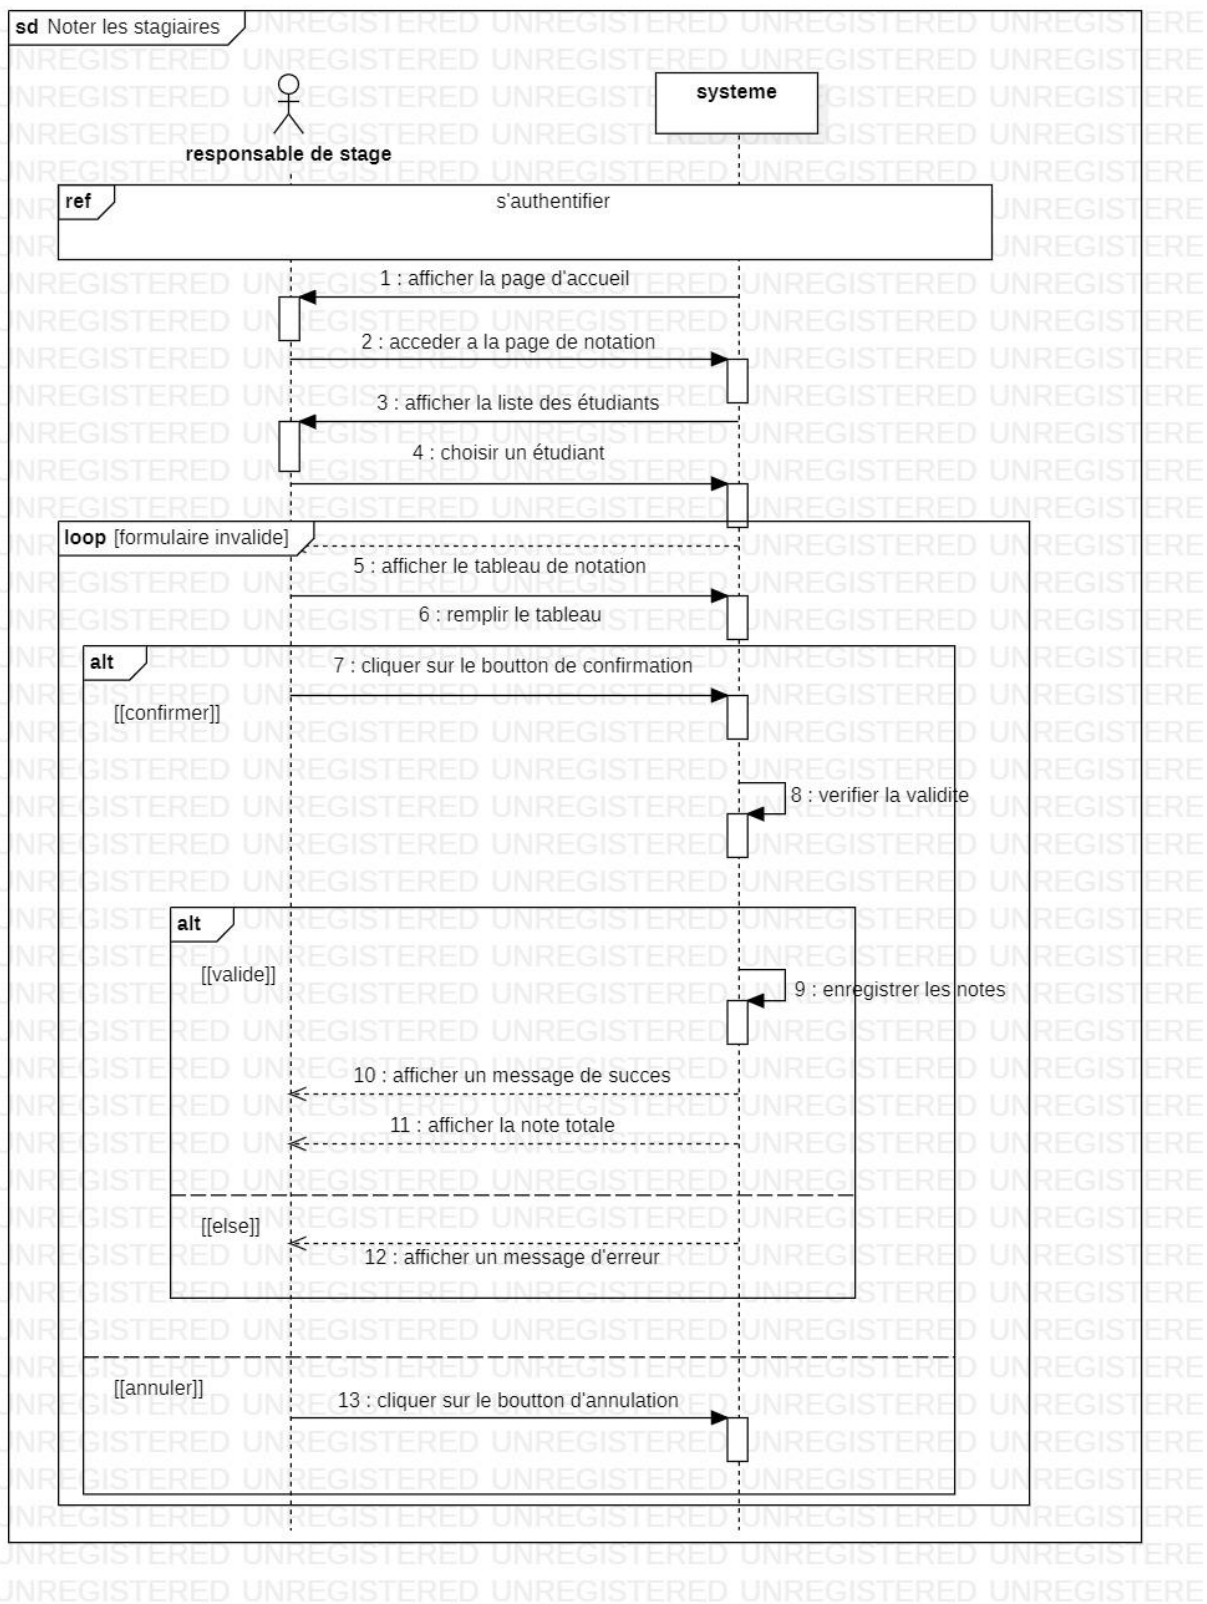 sd Noter les stagiaires
systeme
responsable de stage
ref
s'authentifier
1 : afficher la page d'accueil
2 : acceder a la page de notation
3 : afficher la liste des étudiants
4 : choisir un étudiant
loop [formulaire invalide]
5 : afficher le tableau de notation
6 : remplir le tableau
alt
7 : cliquer sur le boutton de confirmation
[[confirmer]]
8 : verifier la validite
alt
[[valide]]
9 : enregistrer les notes
10 : afficher un message de succes
11 : afficher la note totale
[[else]]
12 : afficher un message d'erreur
[[annuler]]
13 : cliquer sur le boutton d'annulation